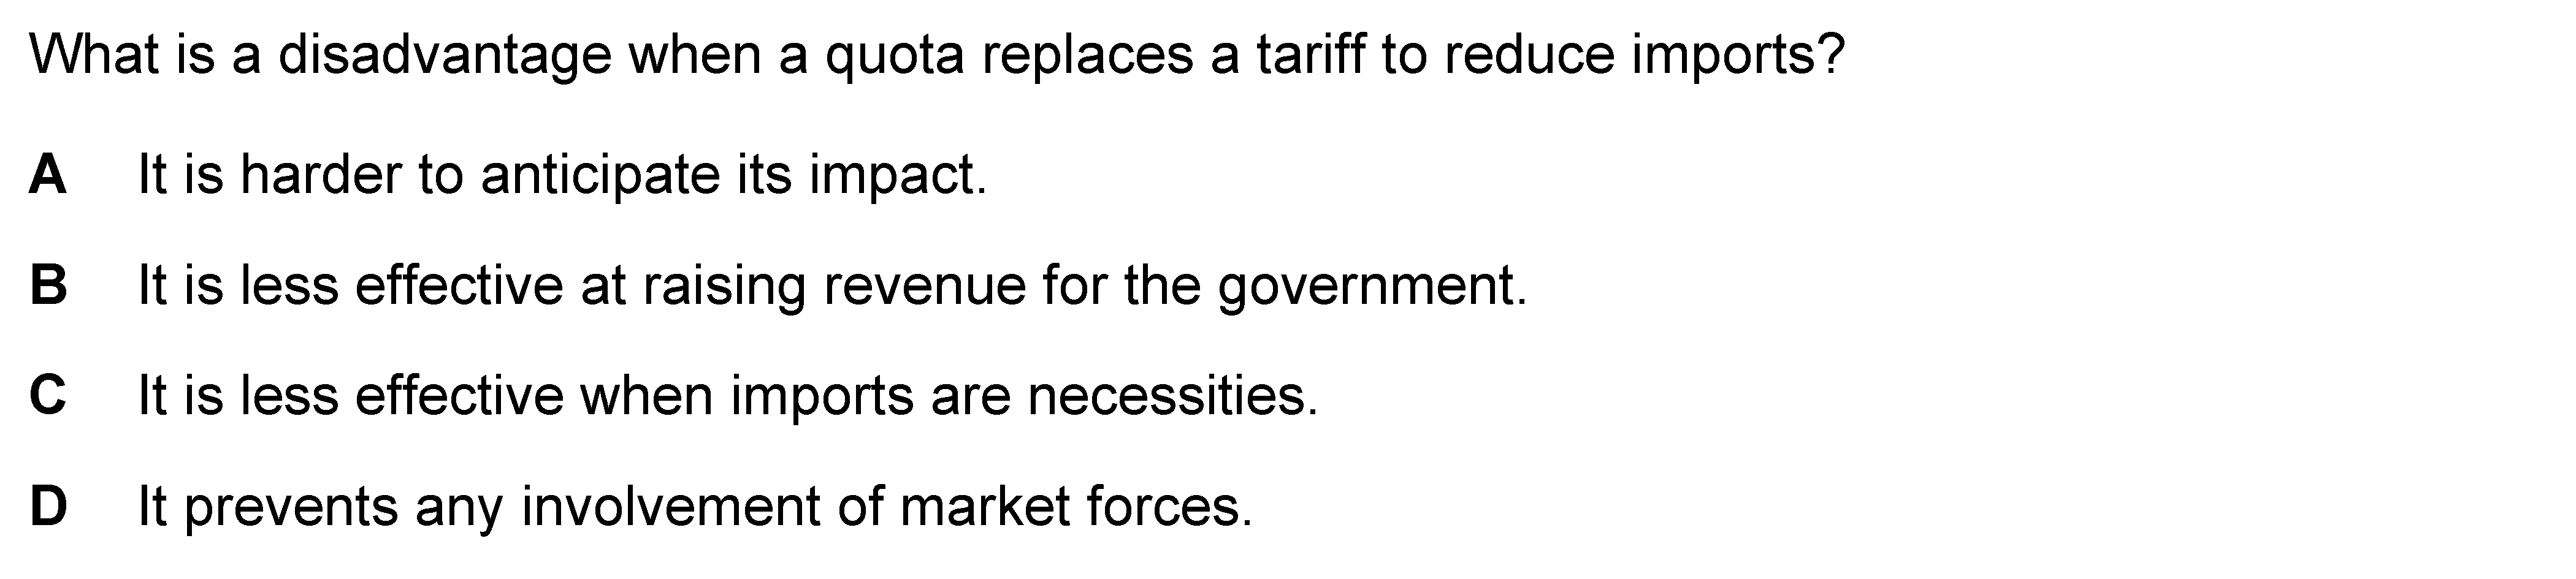 What is a disadvantage when a quota replaces a tariff to reduce imports?
A It is harder to anticipate its impact.
B It is less effective at raising revenue for the government.
C It is less effective when imports are necessities.
D It prevents any involvement of market forces.